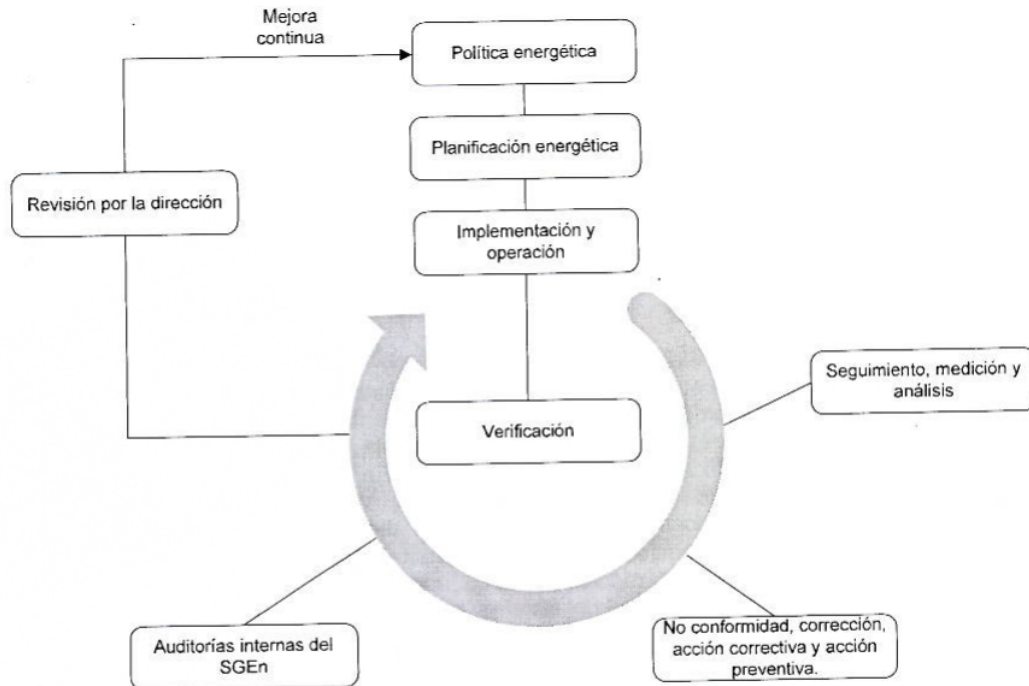 Mejora
continua
Política energética
Planificación energética
Revisión por la dirección
Implementación y
operación
Seguimiento, medición y
análisis
Verificación
Auditorías internas del
SGEn
No conformidad, corrección,
acción correctiva y acción
preventiva.